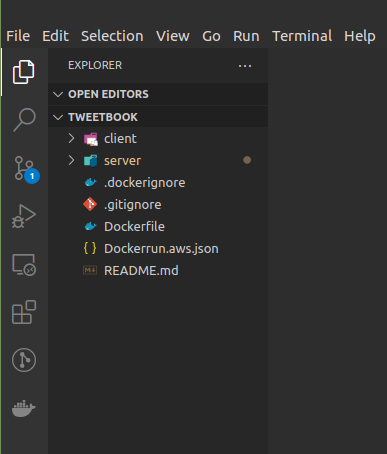 File Edit Selection View Go Run Terminal Help
EXPLORER ...
OPEN EDITORS
TWEETBOOK
client
server
1
.dockerignore
.gitignore
Dockerfile
{ } Dockerrun.aws.json
M↓ README.md